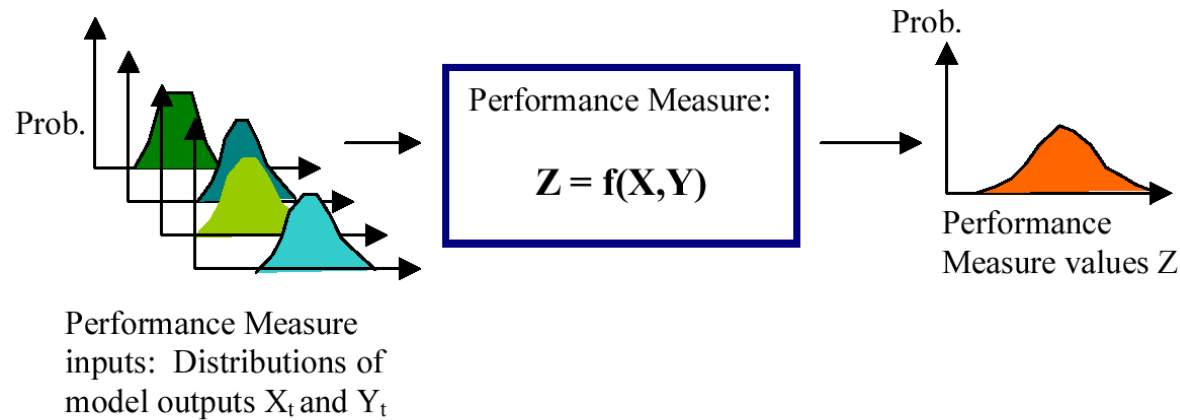 Prob.
Performance Measure:
Z = f(X,Y)
Prob.
Performance
Measure values Z
Performance Measure
inputs: Distributions of
model outputs Xₜ and Yₜ